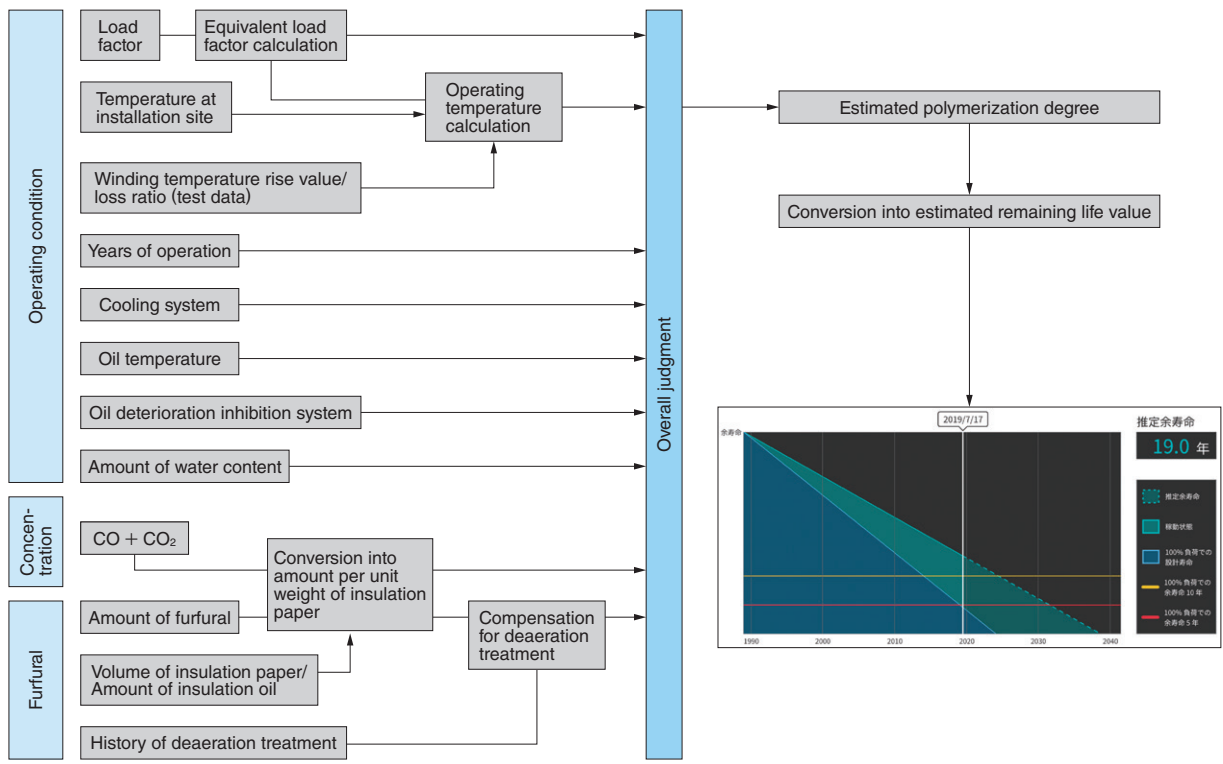 Operating condition
Load
factor
Equivalent load
factor calculation
Temperature at
installation site
Operating
temperature
calculation
Winding temperature rise value/
loss ratio (test data)
Years of operation
Cooling system
Oil temperature
Oil deterioration inhibition system
Amount of water content
Concen-
tration
CO + CO₂
Conversion into
amount per unit
weight of insulation
paper
Furfural
Amount of furfural
Compensation
for deaeration
treatment
Volume of insulation paper/
Amount of insulation oil
History of deaeration treatment
Overall judgment
Estimated polymerization degree
Conversion into estimated remaining life value
2019/7/17
余寿命
1990
2000
2010
2020
2030
2040
推定余寿命
19.0 年
推定余寿命
稼動状態
100% 負荷での
設計寿命
100% 負荷での
余寿命 10 年
100% 負荷での
余寿命 5 年